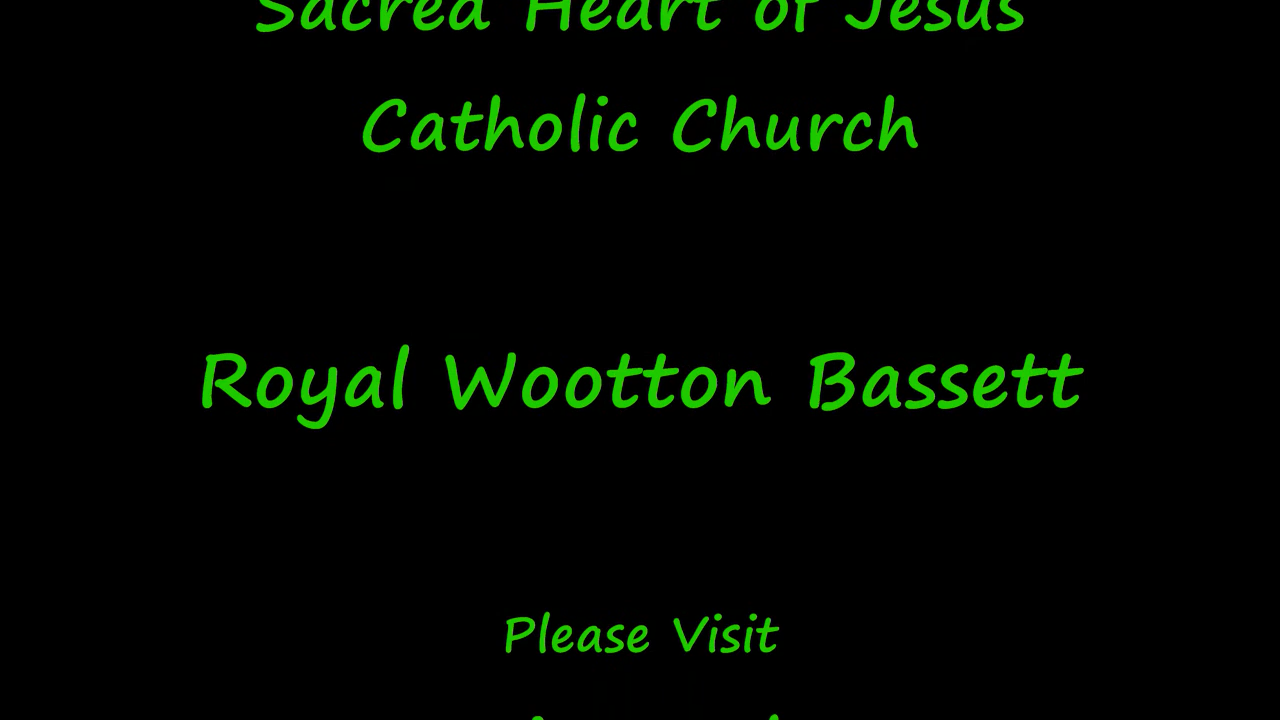 Sacred Heart of Jesus
Catholic Church
Royal Wootton Bassett
Please Visit